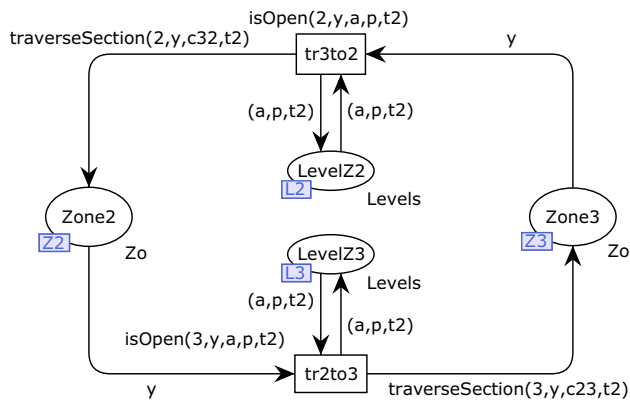 isOpen(2,y,a,p,t2)
traverseSection(2,y,c32,t2)
tr3to2
y
(a,p,t2)
(a,p,t2)
LevelZ2
L2
Levels
Zone2
Z2
Zo
Zone3
Z3
Zo
LevelZ3
L3
Levels
(a,p,t2)
(a,p,t2)
isOpen(3,y,a,p,t2)
tr2to3
y
traverseSection(3,y,c23,t2)